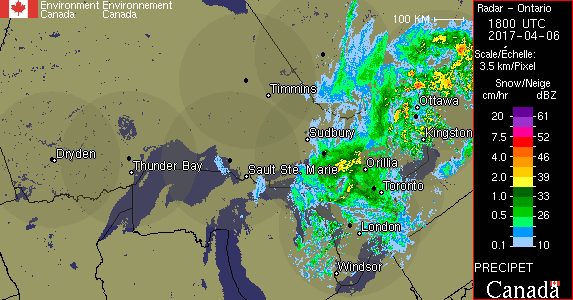 Environment Environnement
Canada Canada
100 KM
Timmins
Ottawa
Sudbury
Kingston
Dryden
Thunder Bay
Sault Ste. Marie
Orillia
Toronto
London
Windsor
Radar - Ontario
1800 UTC
2017-04-06
Scale/Échelle:
3.5 km/Pixel
Snow/Neige
cm/hr dBZ
20 61
7.5 52
4.0 46
2.0 39
1.0 33
0.5 26
0.1 10
PRECIPET
Canada